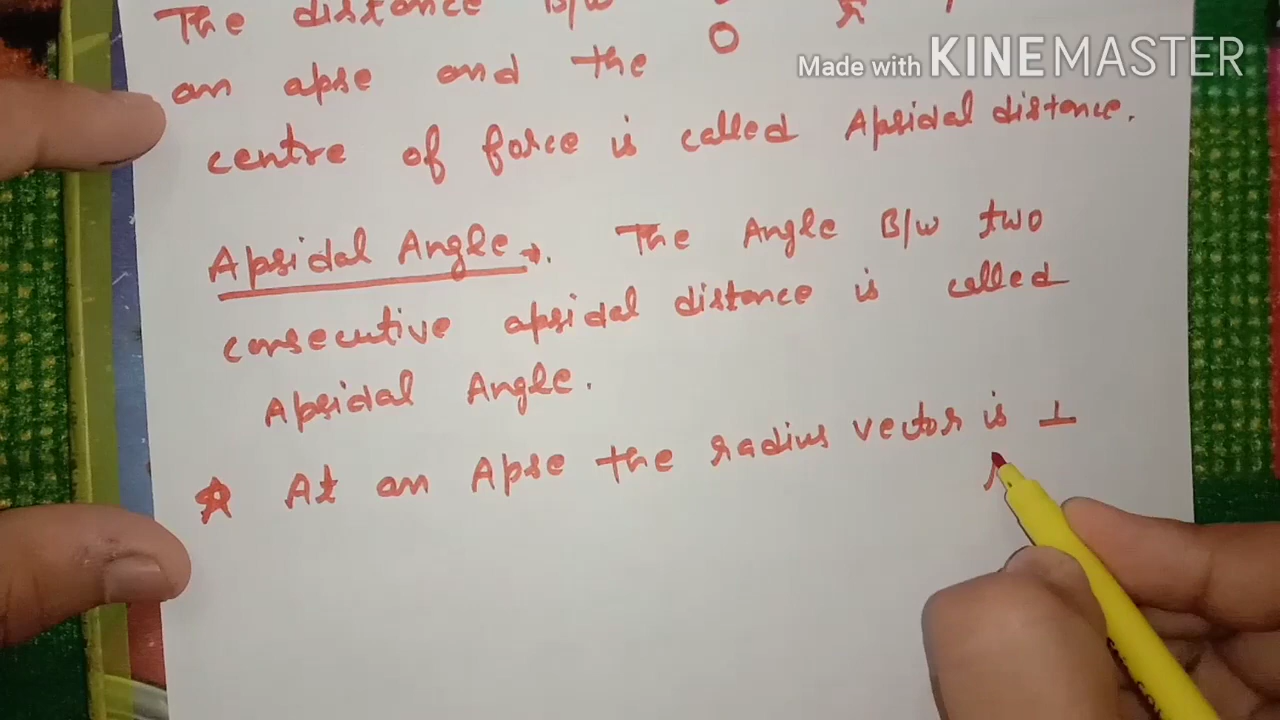 The distance B/w
an apse and the O
Made with KINEMASTER
centre of force is called Apsidal distance.
Apsidal Angle →. The Angle B/w two
consecutive apsidal distance is called
Apsidal Angle.
☆ At an Apse the radius vector is ⊥